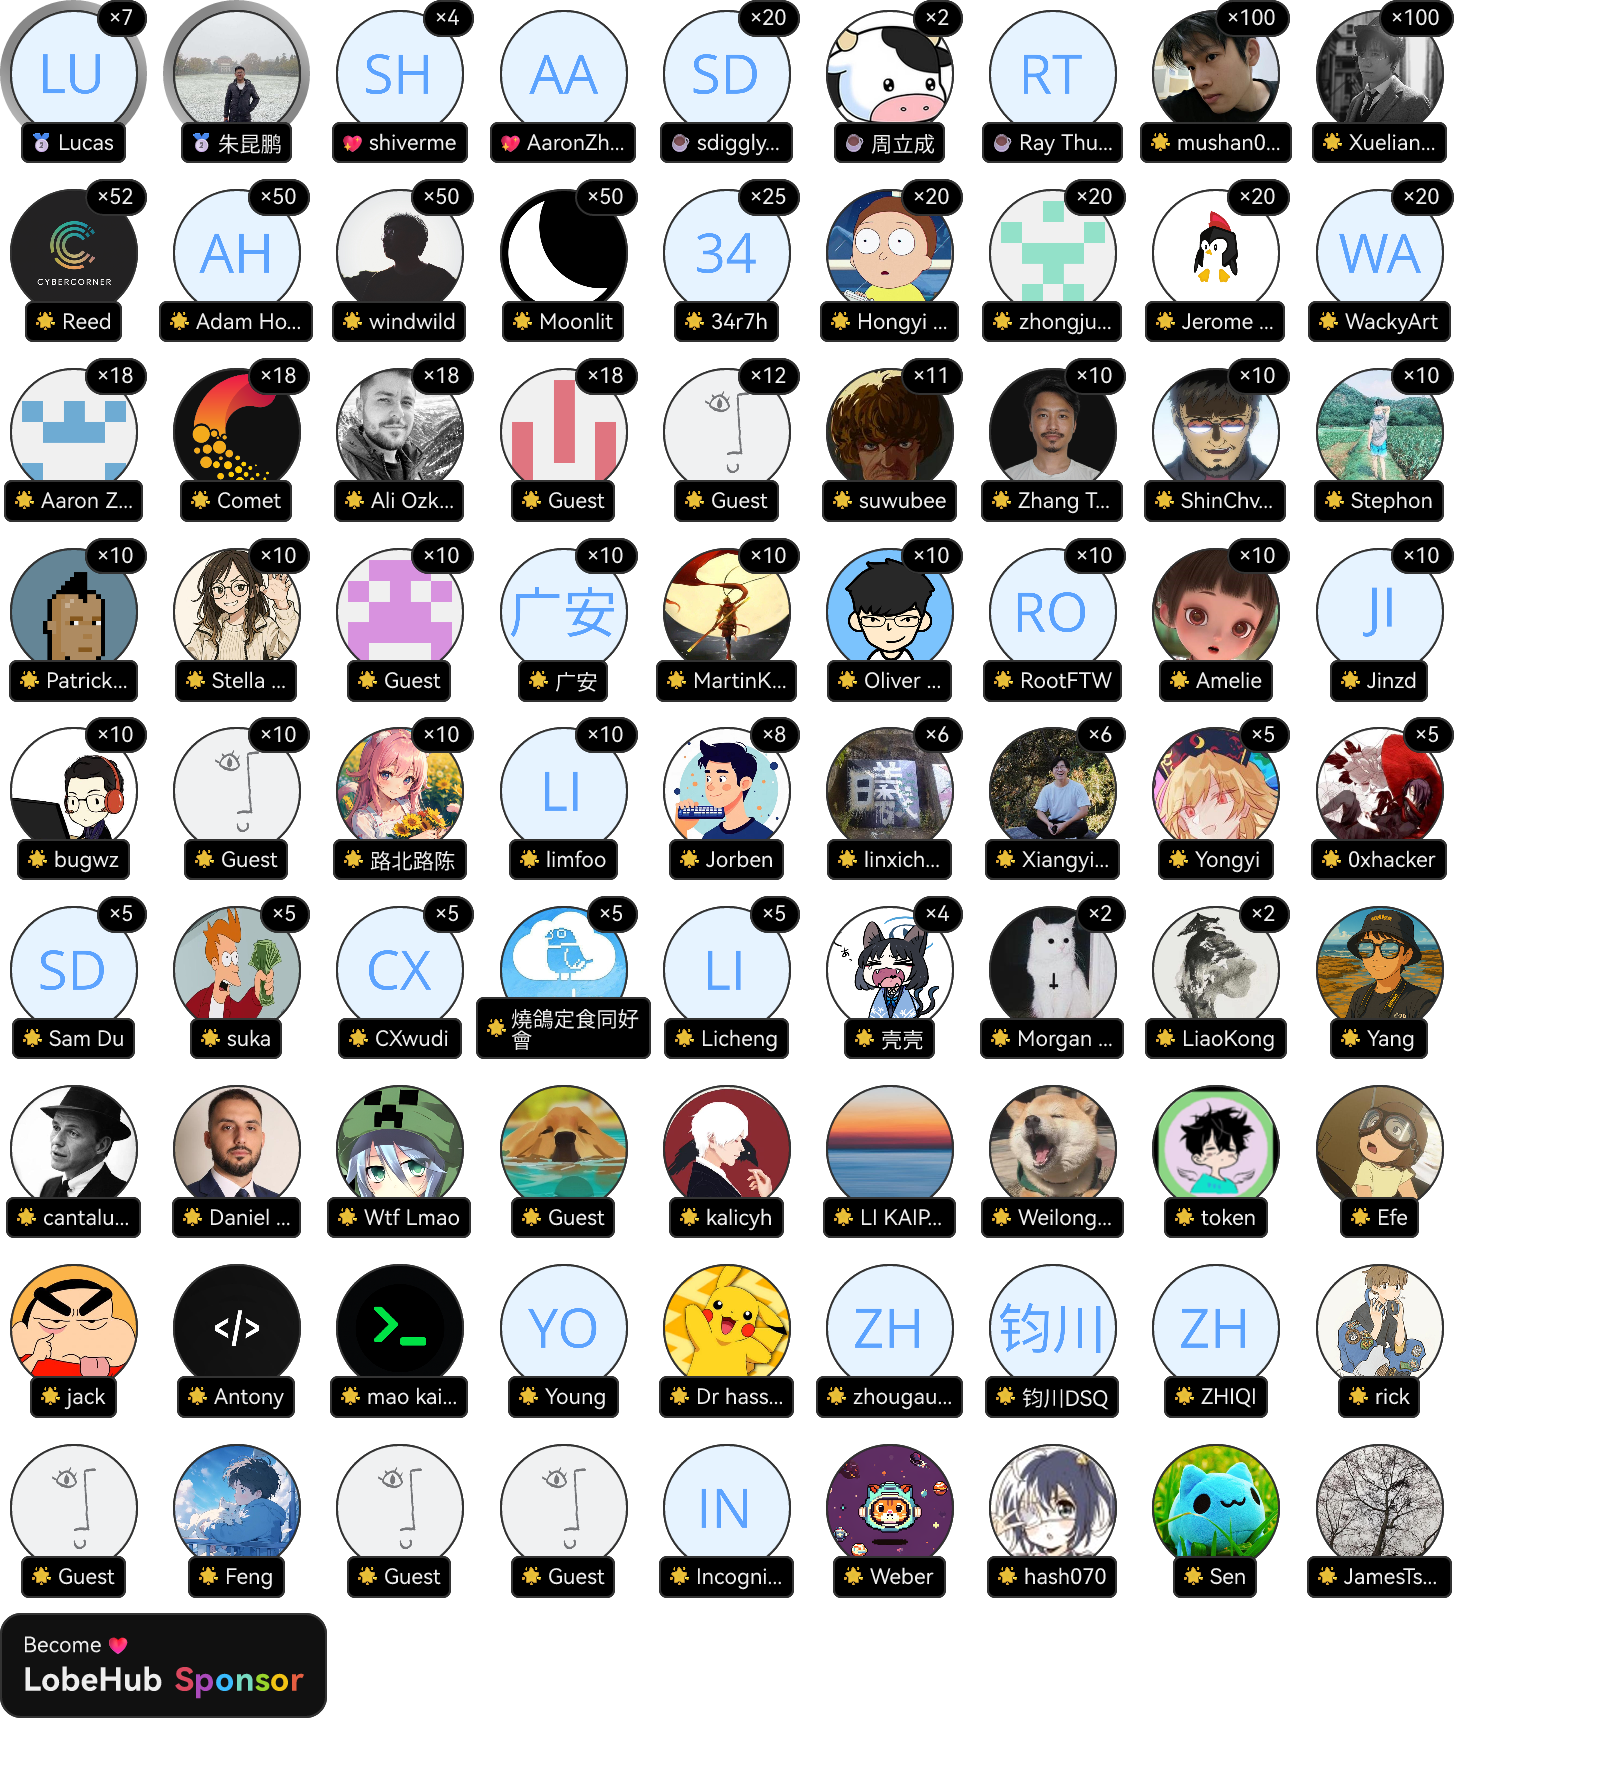 ×7
×4
×20
×2
×100
×100
LU
SH
AA
SD
RT
Lucas
朱昆鹏
shiverme
AaronZh...
sdiggly...
周立成
Ray Thu...
mushan0...
Xuelian...
×52
×50
×50
×50
×25
×20
×20
×20
×20
CYBERCORNER
AH
34
WA
Reed
Adam Ho...
windwild
Moonlit
34r7h
Hongyi ...
zhongju...
Jerome ...
WackyArt
×18
×18
×18
×18
×12
×11
×10
×10
×10
Aaron Z...
Comet
Ali Ozk...
Guest
Guest
suwubee
Zhang T...
ShinChv...
Stephon
×10
×10
×10
×10
×10
×10
×10
×10
×10
广安
RO
JI
Patrick...
Stella ...
Guest
广安
MartinK...
Oliver ...
RootFTW
Amelie
Jinzd
×10
×10
×10
×10
×8
×6
×6
×5
×5
LI
bugwz
Guest
路北路陈
limfoo
Jorben
linxich...
Xiangyi...
Yongyi
0xhacker
×5
×5
×5
×5
×5
×4
×2
×2
SD
CX
LI
Sam Du
suka
CXwudi
燒鴿定食同好
會
Licheng
壳壳
Morgan ...
LiaoKong
Yang
cantalu...
Daniel ...
Wtf Lmao
Guest
kalicyh
LI KAIP...
Weilong...
token
Efe
</>
>_
YO
ZH
钧川
ZH
jack
Antony
mao kai...
Young
Dr hass...
zhougau...
钧川DSQ
ZHIQI
rick
IN
Guest
Feng
Guest
Guest
Incogni...
Weber
hash070
Sen
JamesTs...
Become
LobeHub Sponsor